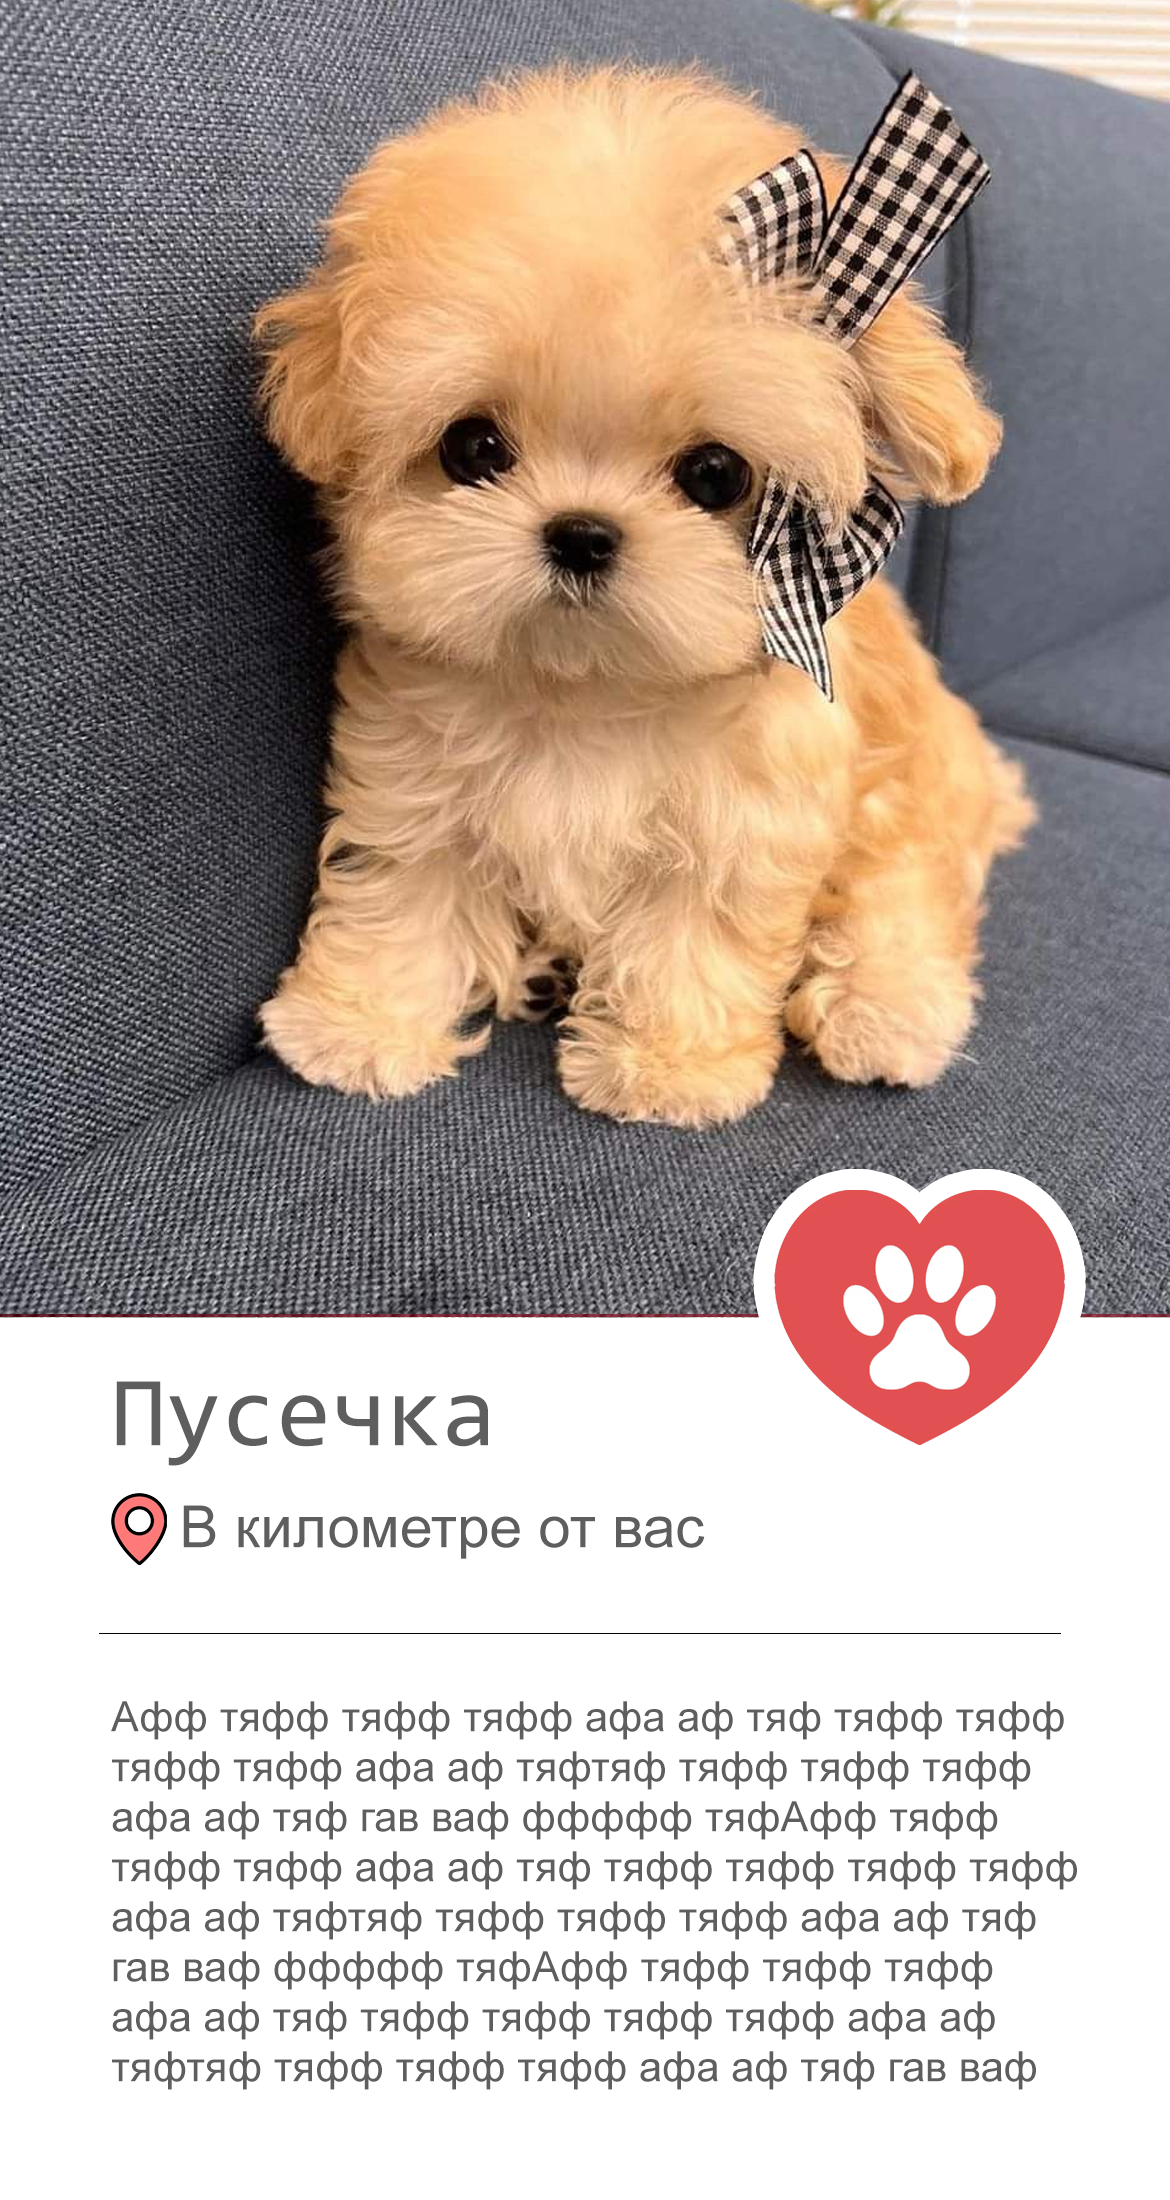 Пусечка
В километре от вас
Афф тяфф тяфф тяфф афа аф тяф тяфф тяфф
тяфф тяфф афа аф тяфтяф тяфф тяфф тяфф
афа аф тяф гав ваф ффффф тяфАфф тяфф
тяфф тяфф афа аф тяф тяфф тяфф тяфф тяфф
афа аф тяфтяф тяфф тяфф тяфф афа аф тяф
гав ваф ффффф тяфАфф тяфф тяфф тяфф
афа аф тяф тяфф тяфф тяфф тяфф афа аф
тяфтяф тяфф тяфф тяфф афа аф тяф гав ваф